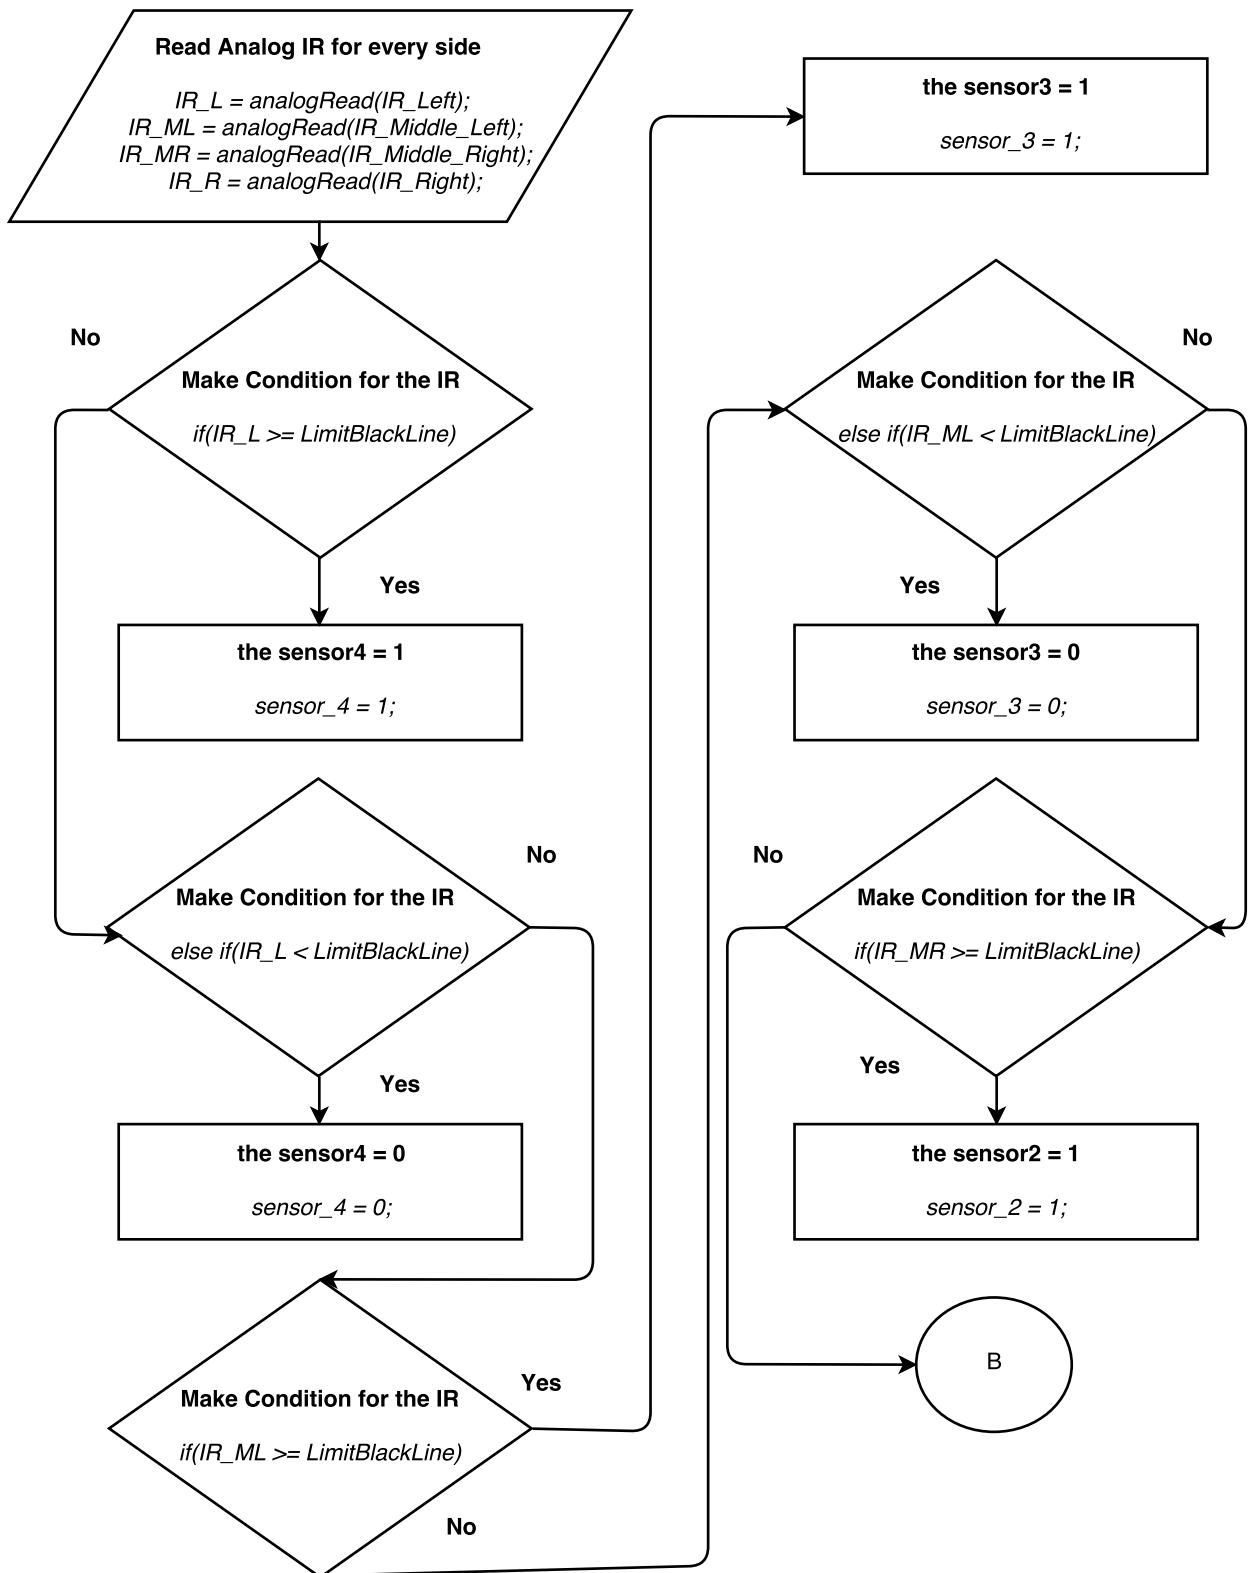 Read Analog IR for every side
IR_L = analogRead(IR_Left);
IR_ML = analogRead(IR_Middle_Left);
IR_MR = analogRead(IR_Middle_Right);
IR_R = analogRead(IR_Right);
No
Make Condition for the IR
if(IR_L >= LimitBlackLine)
Yes
the sensor4 = 1
sensor_4 = 1;
No
Make Condition for the IR
else if(IR_L < LimitBlackLine)
Yes
the sensor4 = 0
sensor_4 = 0;
Yes
Make Condition for the IR
if(IR_ML >= LimitBlackLine)
No
the sensor3 = 1
sensor_3 = 1;
No
Make Condition for the IR
else if(IR_ML < LimitBlackLine)
Yes
the sensor3 = 0
sensor_3 = 0;
No
Make Condition for the IR
if(IR_MR >= LimitBlackLine)
Yes
the sensor2 = 1
sensor_2 = 1;
B